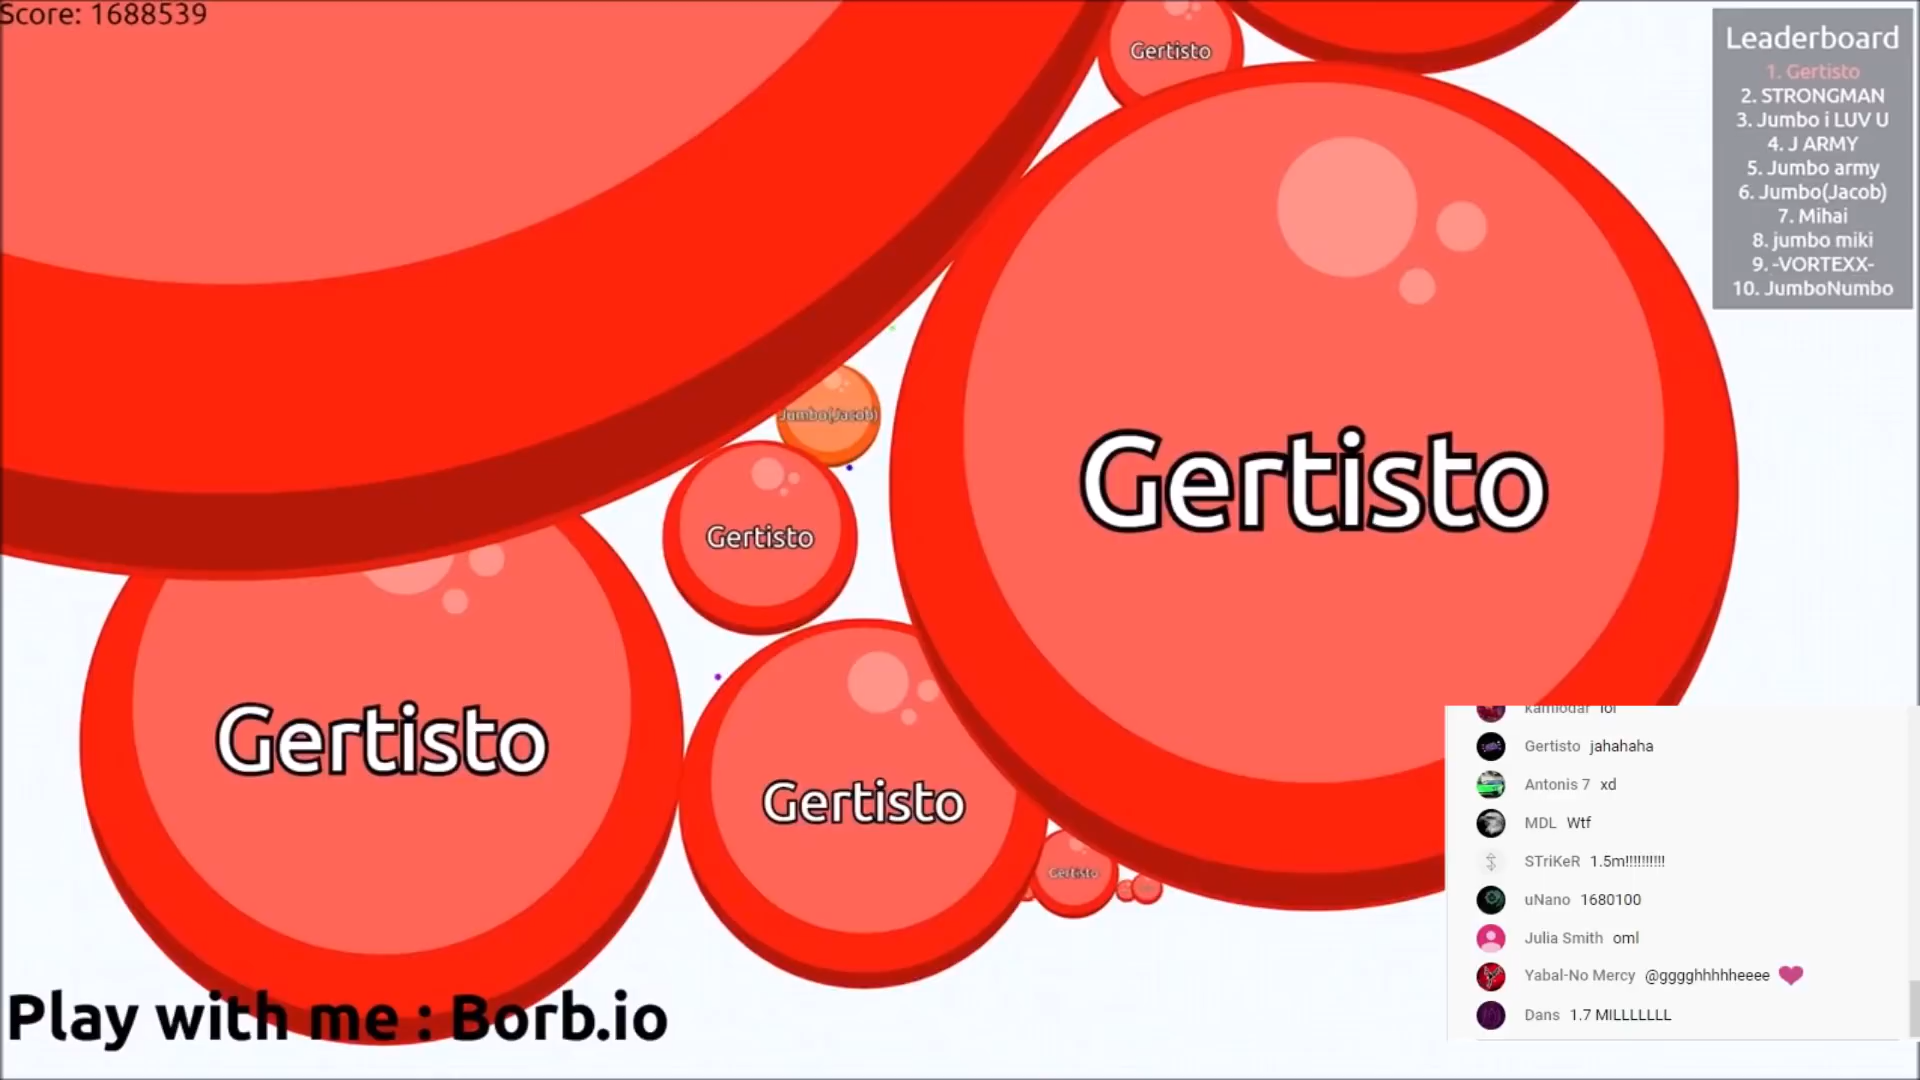 Score: 1688539
Gertisto
Leaderboard
1. Gertisto
2. STRONGMAN
3. Jumbo i LUV U
4. J ARMY
5. Jumbo army
6. Jumbo(Jacob)
7. Mihai
8. jumbo miki
9. -VORTEXX-
10. JumboNumbo
Jumbo(Jacob)
Gertisto
Gertisto
Gertisto
Gertisto
Gertisto
kamlodar lol
Gertisto jahahaha
Antonis 7 xd
MDL Wtf
STriKeR 1.5m!!!!!!!!!!
uNano 1680100
Julia Smith oml
Yabal-No Mercy @gggghhhhheeee
Dans 1.7 MILLLLLLL
Play with me : Borb.io